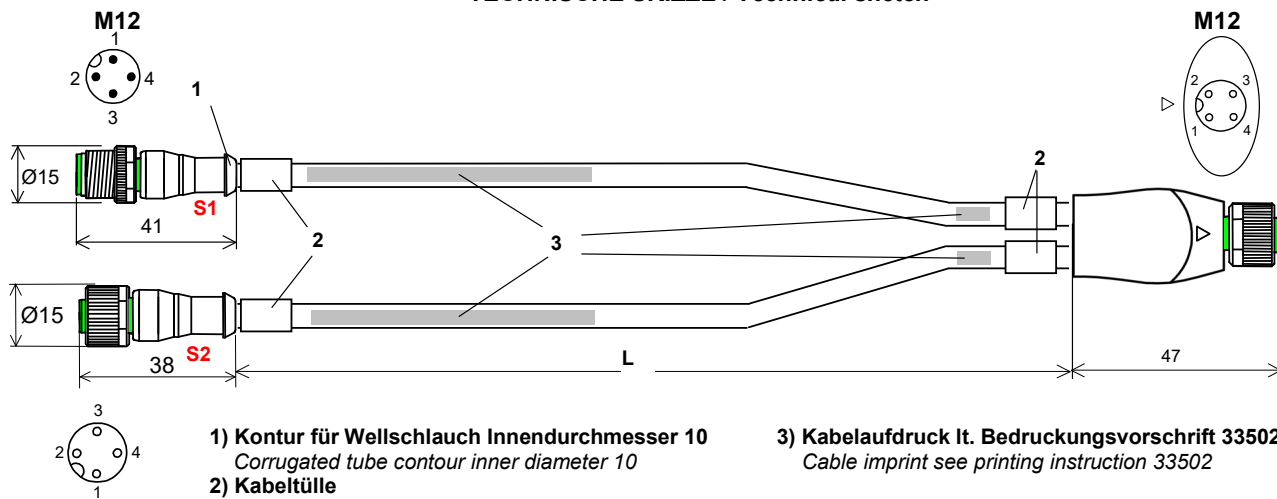 M12
M12
1
2
4
3
1
2
3
1
4
2
Ø15
S1
41
2
3
Ø15
S2
38
L
47
3
2
4
1
1) Kontur für Wellschlauch Innendurchmesser 10
Corrugated tube contour inner diameter 10
2) Kabeltülle
3) Kabelaufdruck lt. Bedruckungsvorschrift 33502
Cable imprint see printing instruction 33502